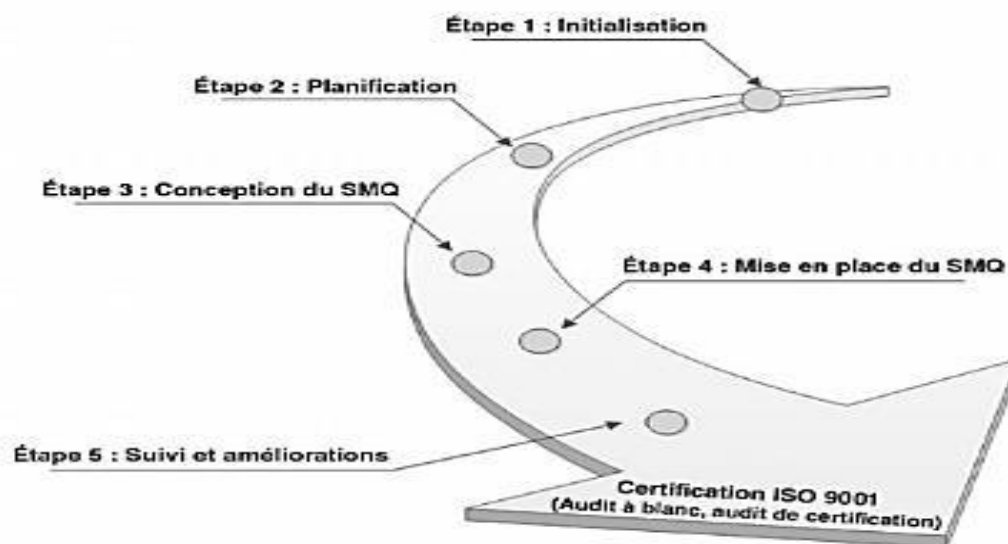 Étape 1 : Initialisation
Étape 2 : Planification
Étape 3 : Conception du SMQ
Étape 4 : Mise en place du SMQ
Étape 5 : Suivi et améliorations
Certification ISO 9001
(Audit à blanc, audit de certification)